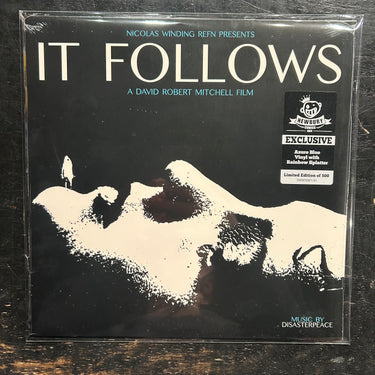 NICOLAS WINDING REFN PRESENTS
IT FOLLOWS
A DAVID ROBERT MITCHELL FILM
NEWBURY
EXCLUSIVE
Azure Blue
Vinyl with
Rainbow Splatter
Limited Edition of 500
MUSIC BY
DISASTERPEACE